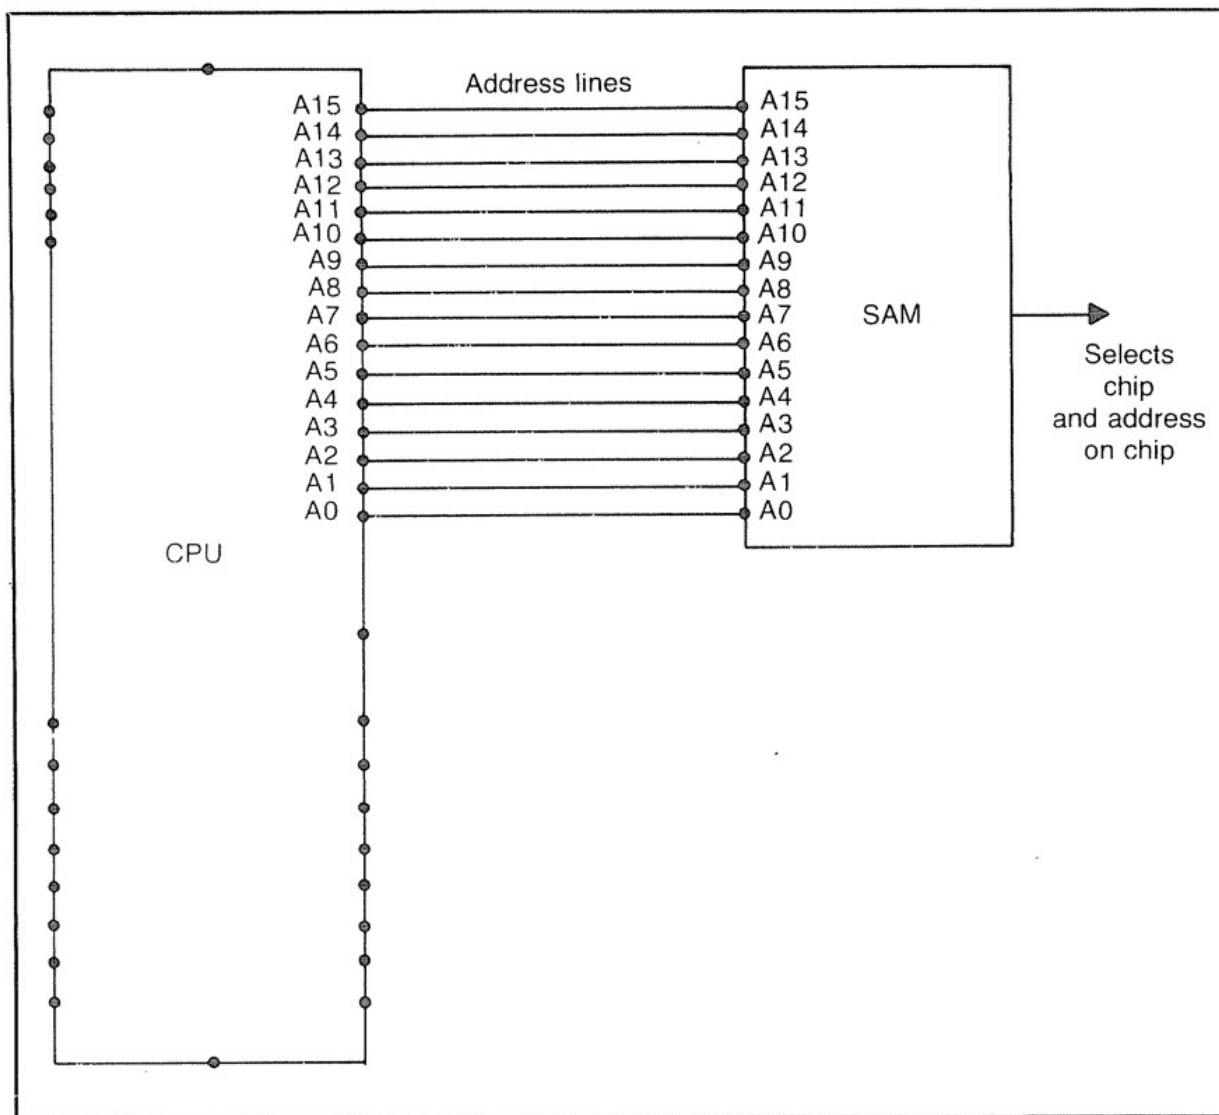 Address lines
A15
A14
A13
A12
A11
A10
A9
A8
A7
A6
A5
A4
A3
A2
A1
A0
CPU
A15
A14
A13
A12
A11
A10
A9
A8
A7
A6
A5
A4
A3
A2
A1
A0
SAM
Selects
chip
and address
on chip